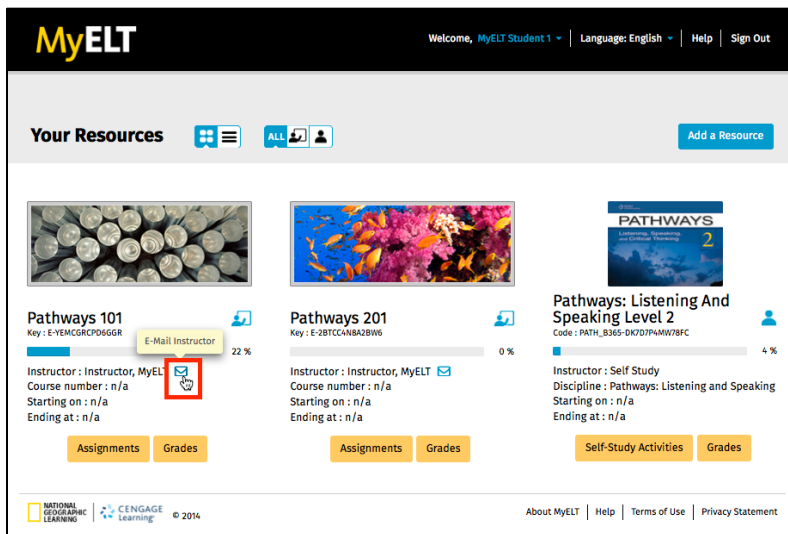 MyELT
Welcome, MyELT Student 1 Language: English Help Sign Out
Your Resources ALL Add a Resource
PATHWAYS
Listening, Speaking,
and Critical Thinking
2
Pathways 101
Key : E-YEMCGRCPD6GGR
E-Mail Instructor
22 %
Instructor : Instructor, MyELT
Course number : n/a
Starting on : n/a
Ending at : n/a
Assignments Grades
Pathways 201
Key : E-2BTCC4N8A2BW6
0 %
Instructor : Instructor, MyELT
Course number : n/a
Starting on : n/a
Ending at : n/a
Assignments Grades
Pathways: Listening And
Speaking Level 2
Code : PATH_B365-DK7D7P4MW78FC
4 %
Instructor : Self Study
Discipline : Pathways: Listening and Speaking
Starting on : n/a
Ending at : n/a
Self-Study Activities Grades
NATIONAL
GEOGRAPHIC
LEARNING
CENGAGE
Learning
© 2014
About MyELT Help Terms of Use Privacy Statement